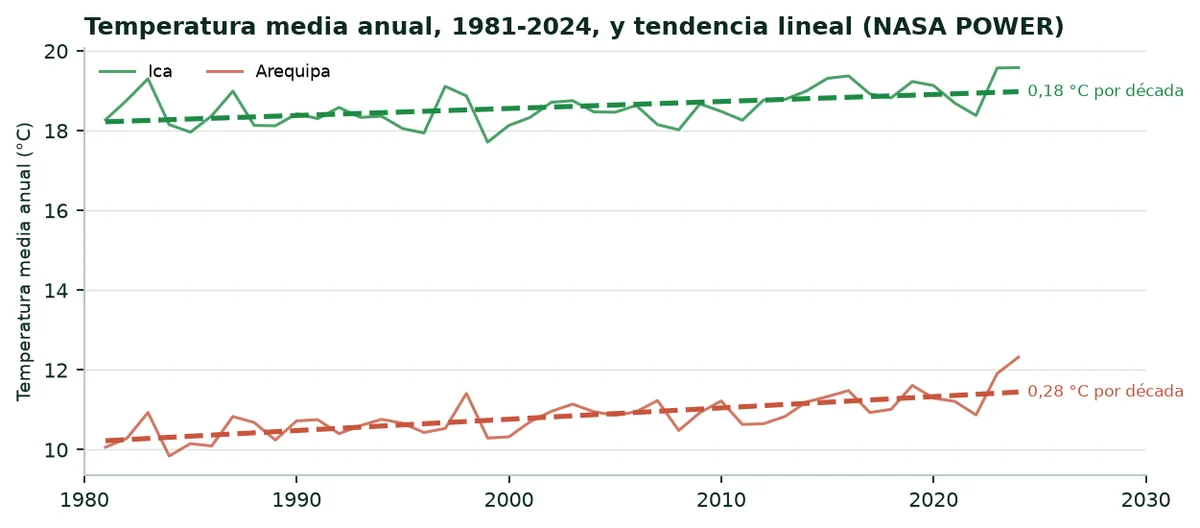 Temperatura media anual, 1981-2024, y tendencia lineal (NASA POWER)
Temperatura media anual (°C)
20
18
16
14
12
10
Ica
Arequipa
0,18 °C por década
0,28 °C por década
1980
1990
2000
2010
2020
2030